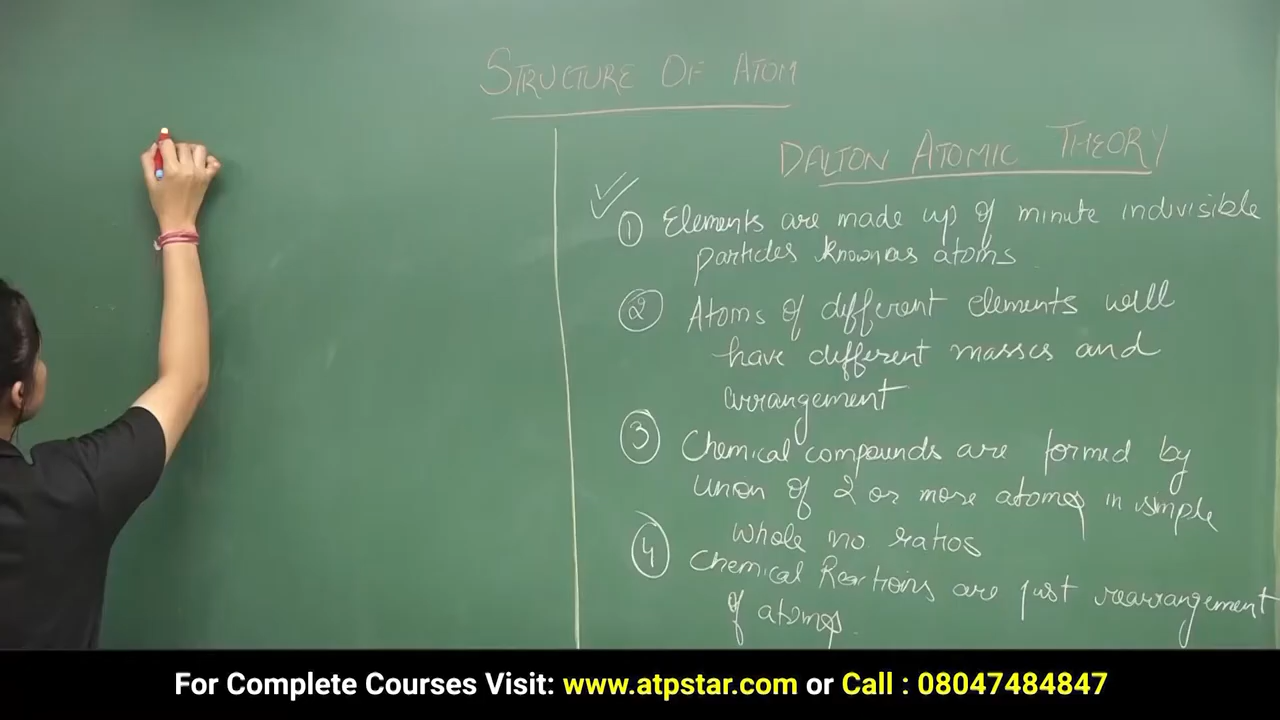 STRUCTURE OF ATOM
DALTON ATOMIC THEORY
1 Elements are made up of minute indivisible
particles known as atoms
2 Atoms of different elements will
have different masses and
arrangement
3 Chemical compounds are formed by
union of 2 or more atoms in simple
whole no ratios
4 Chemical Reactions are just rearrangement
of atoms.
For Complete Courses Visit: www.atpstar.com or Call : 08047484847